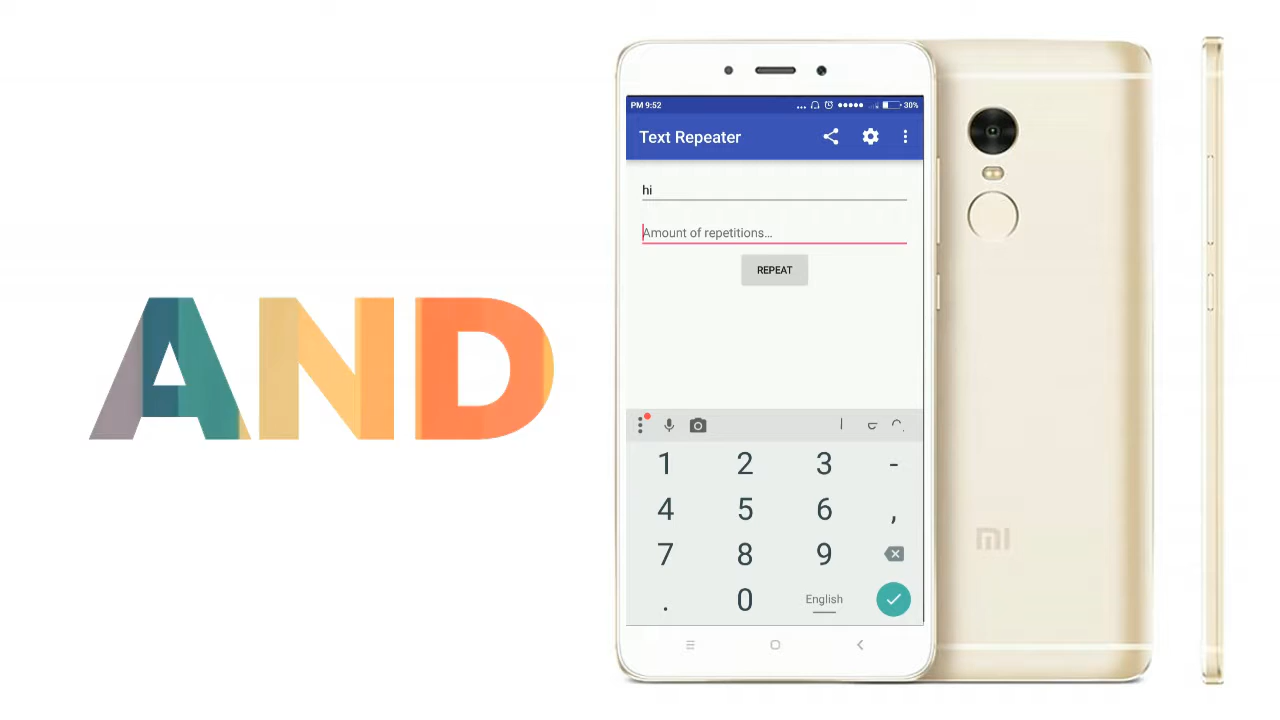 AND
PM 9:52
30%
Text Repeater
hi
Amount of repetitions...
REPEAT
1 2 3 -
4 5 6 ,
7 8 9
. 0 English
MI